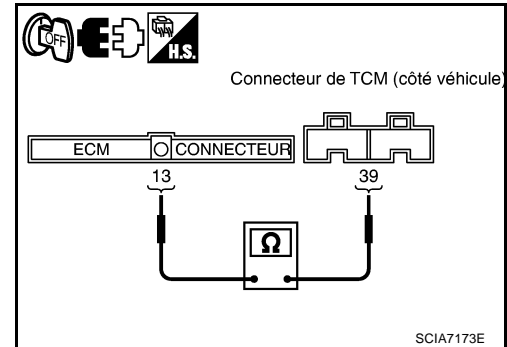 OFF
H.S.
Connecteur de TCM (côté véhicule)
ECM
CONNECTEUR
13
39
Ω
SCIA7173E